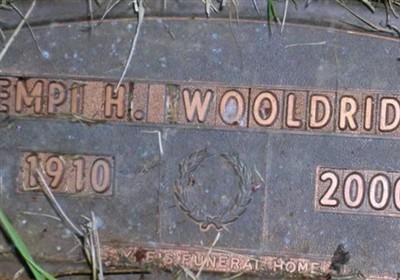 EMPI H. WOOLDRID
1910 2000
FUNERAL HOME